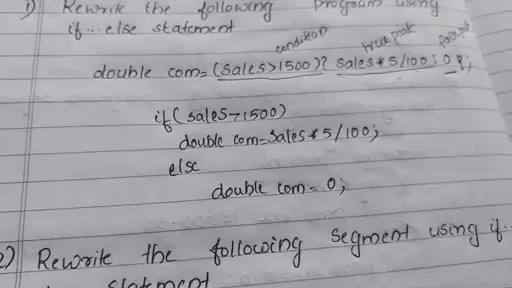 1) Rewrite the following program using
if... else statement
condition true part
double com=(sales>1500)? sales*5/100:0;
if(sales>1500)
double com=sales*5/100;
else
double com=0;
2) Rewrite the following segment using if..
statement